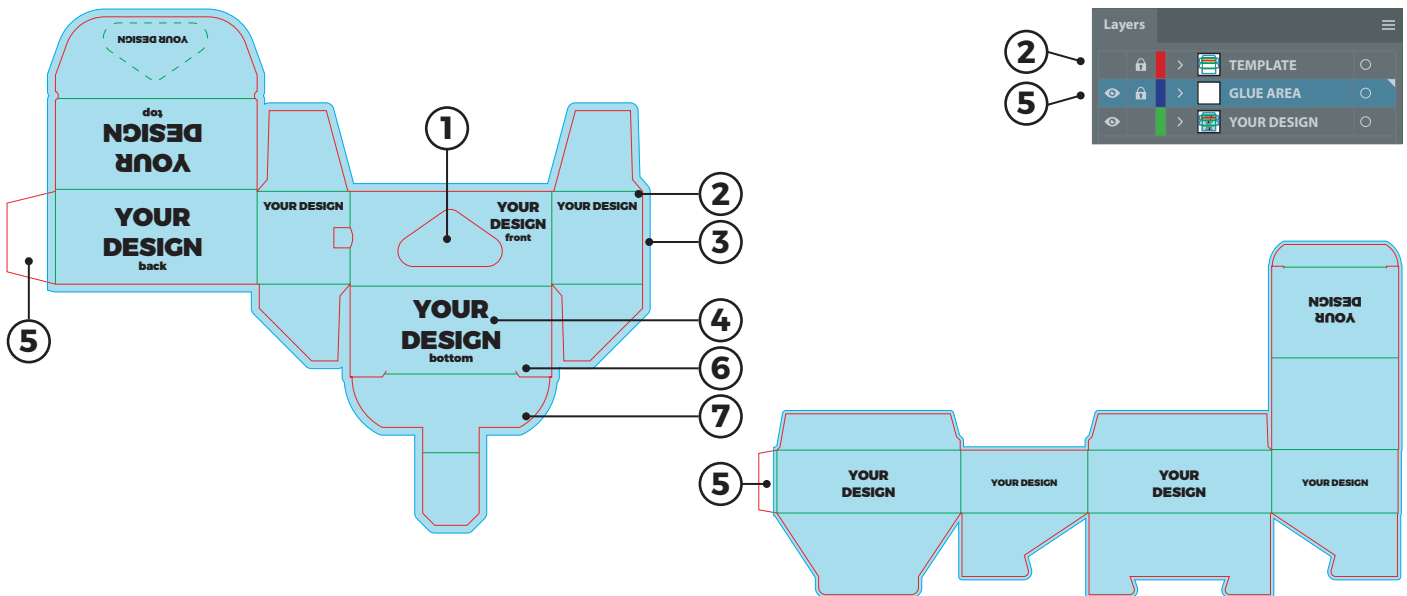 YOUR DESIGN
top
DESIGN
YOUR
YOUR
DESIGN
back
YOUR DESIGN
YOUR
DESIGN
front
YOUR DESIGN
YOUR
DESIGN
bottom
1
2
3
4
5
6
7
Layers
TEMPLATE
GLUE AREA
YOUR DESIGN
2
5
YOUR
DESIGN
YOUR
DESIGN
YOUR DESIGN
YOUR
DESIGN
YOUR DESIGN
5